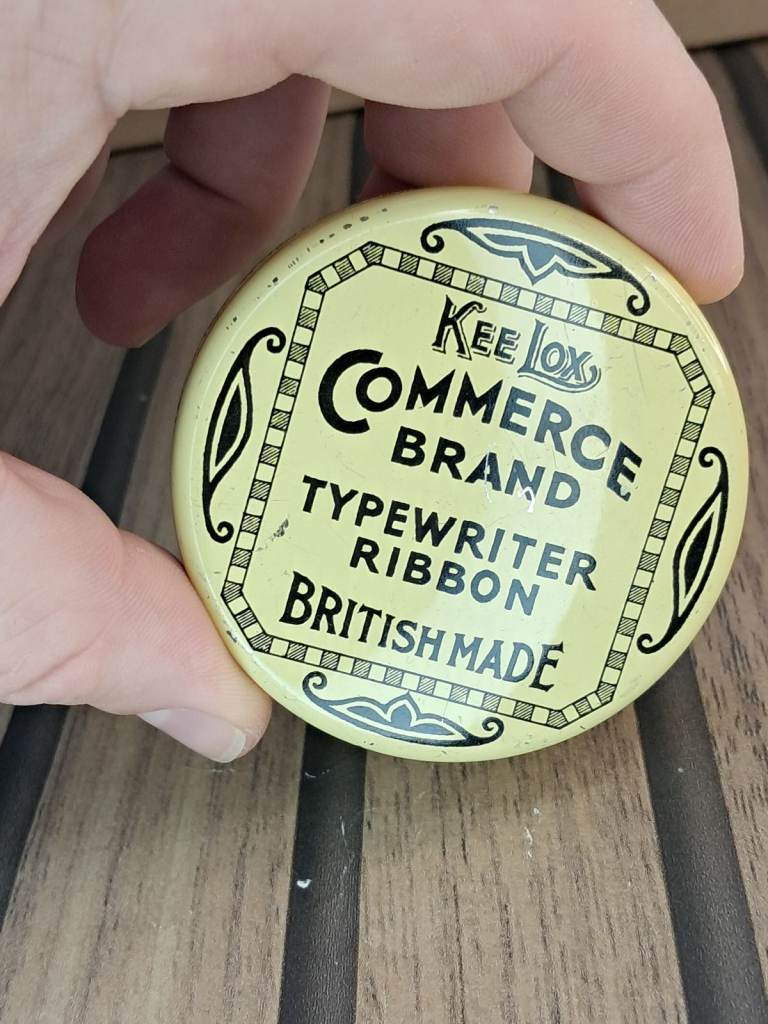 KEE LOX
COMMERCE
BRAND
TYPEWRITER
RIBBON
BRITISH MADE